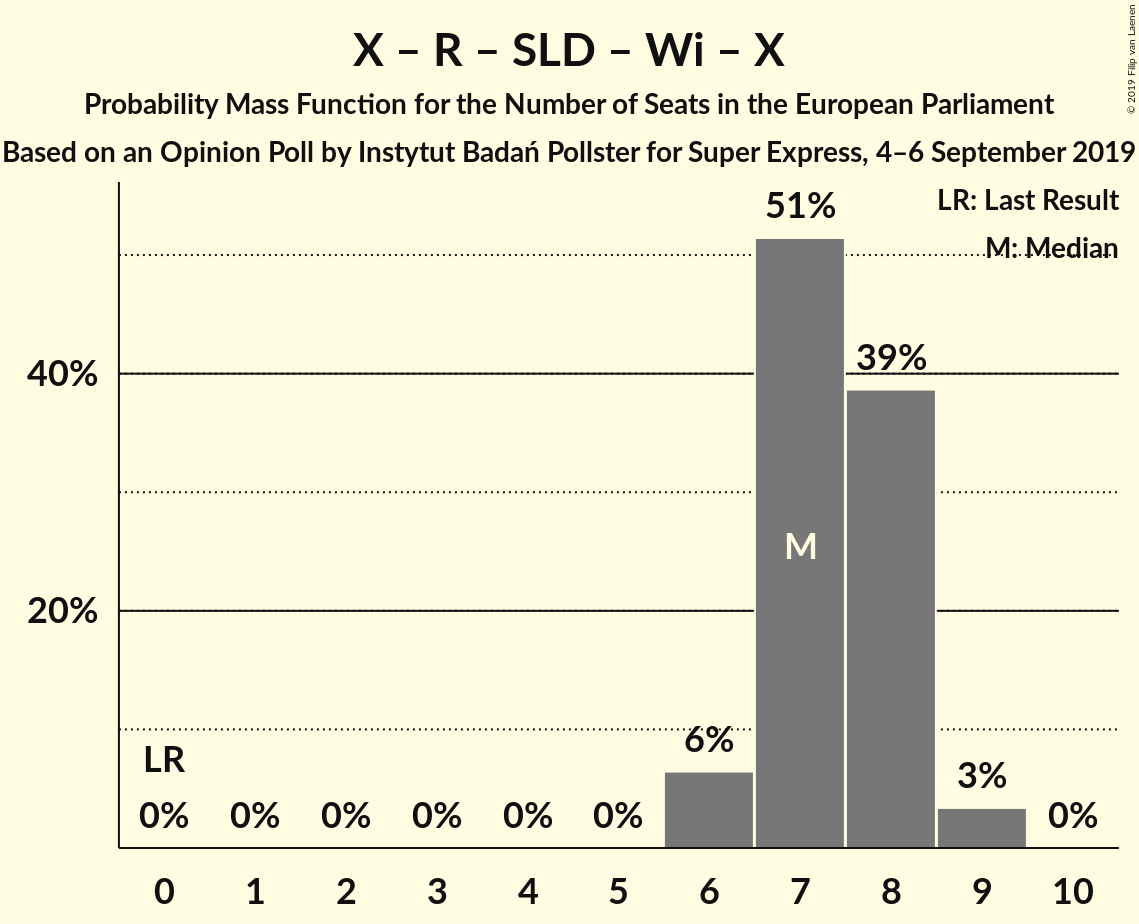 X – R – SLD – Wi – X
Probability Mass Function for the Number of Seats in the European Parliament
Based on an Opinion Poll by Instytut Badań Pollster for Super Express, 4–6 September 2019
© 2019 Filip van Laenen
LR: Last Result
M: Median
51%
39%
40%
M
20%
6%
LR
3%
0% 0% 0% 0% 0% 0% 0%
0 1 2 3 4 5 6 7 8 9 10